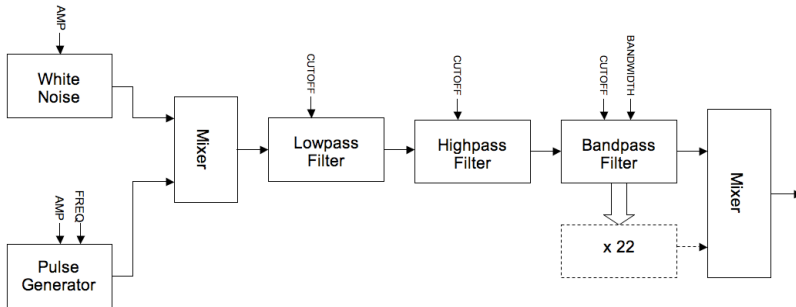 AMP
White
Noise
FREQ
AMP
Pulse
Generator
Mixer
CUTOFF
Lowpass
Filter
CUTOFF
Highpass
Filter
BANDWIDTH
CUTOFF
Bandpass
Filter
x 22
Mixer